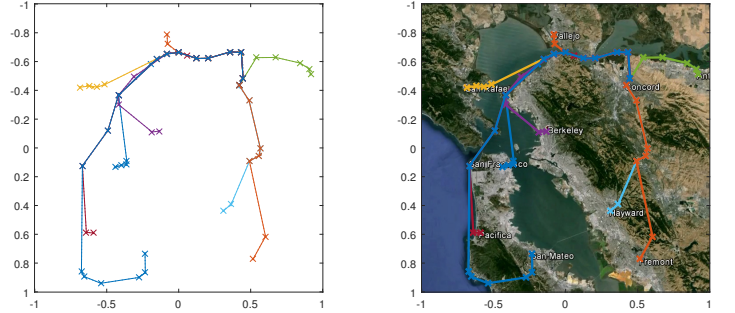 -1
-0.8
-0.6
-0.4
-0.2
0
0.2
0.4
0.6
0.8
1
-1 -0.5 0 0.5 1
-1
-0.8
-0.6
-0.4
-0.2
0
0.2
0.4
0.6
0.8
1
-1 -0.5 0 0.5 1
Vallejo
San Rafael
Concord
Ant
Berkeley
San Francisco
Hayward
Pacifica
San Mateo
Fremont